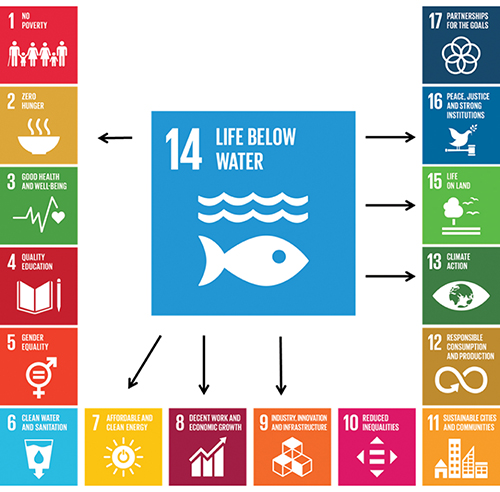 1 NO
POVERTY
2 ZERO
HUNGER
3 GOOD HEALTH
AND WELL-BEING
4 QUALITY
EDUCATION
5 GENDER
EQUALITY
6 CLEAN WATER
AND SANITATION
7 AFFORDABLE AND
CLEAN ENERGY
8 DECENT WORK AND
ECONOMIC GROWTH
9 INDUSTRY, INNOVATION
AND INFRASTRUCTURE
10 REDUCED
INEQUALITIES
11 SUSTAINABLE CITIES
AND COMMUNITIES
12 RESPONSIBLE
CONSUMPTION
AND PRODUCTION
13 CLIMATE
ACTION
14 LIFE BELOW
WATER
15 LIFE
ON LAND
16 PEACE, JUSTICE
AND STRONG
INSTITUTIONS
17 PARTNERSHIPS
FOR THE GOALS